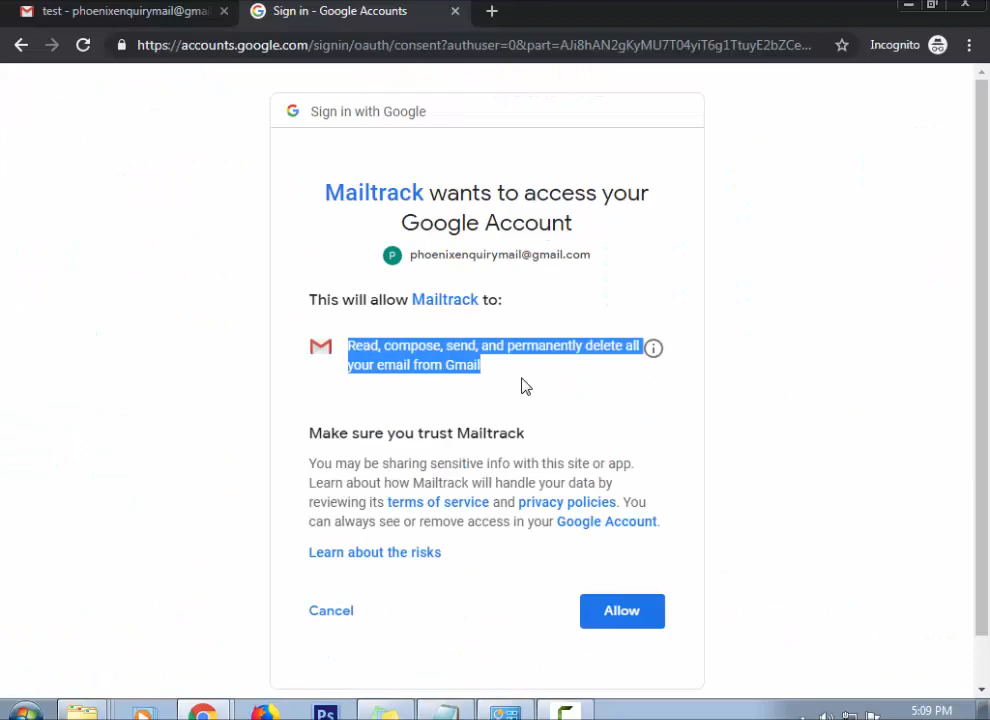 test - phoenixenquirymail@gmai
Sign in - Google Accounts
https://accounts.google.com/signin/oauth/consent?authuser=0&part=AJi8hAN2gKyMU7T04yiT6g1TtuyE2bZCe...
Incognito
Sign in with Google
Mailtrack wants to access your
Google Account
P phoenixenquirymail@gmail.com
This will allow Mailtrack to:
Read, compose, send, and permanently delete all
your email from Gmail
Make sure you trust Mailtrack
You may be sharing sensitive info with this site or app.
Learn about how Mailtrack will handle your data by
reviewing its terms of service and privacy policies. You
can always see or remove access in your Google Account.
Learn about the risks
Cancel
Allow
Ps
5:09 PM